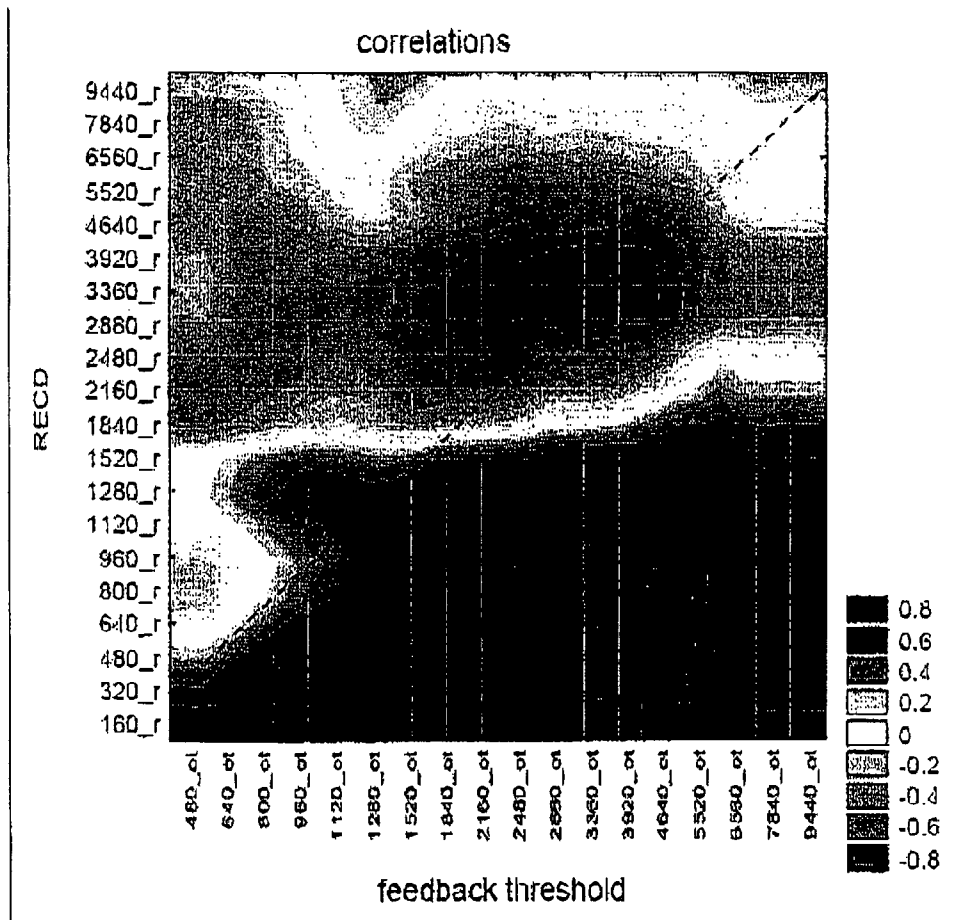 correlations
9440_r
7840_r
6560_r
5520_r
4640_r
3920_r
3360_r
2880_r
2480_r
2160_r
1840_r
1520_r
1280_r
1120_r
960_r
800_r
640_r
480_r
320_r
160_r
RECD
480_ot
640_ot
800_ot
960_ot
1120_ot
1280_ot
1520_ot
1840_ot
2160_ot
2480_ot
2880_ot
3360_ot
3920_ot
4640_ot
5520_ot
6560_ot
7840_ot
9440_ot
feedback threshold
0.8
0.6
0.4
0.2
0
-0.2
-0.4
-0.6
-0.8